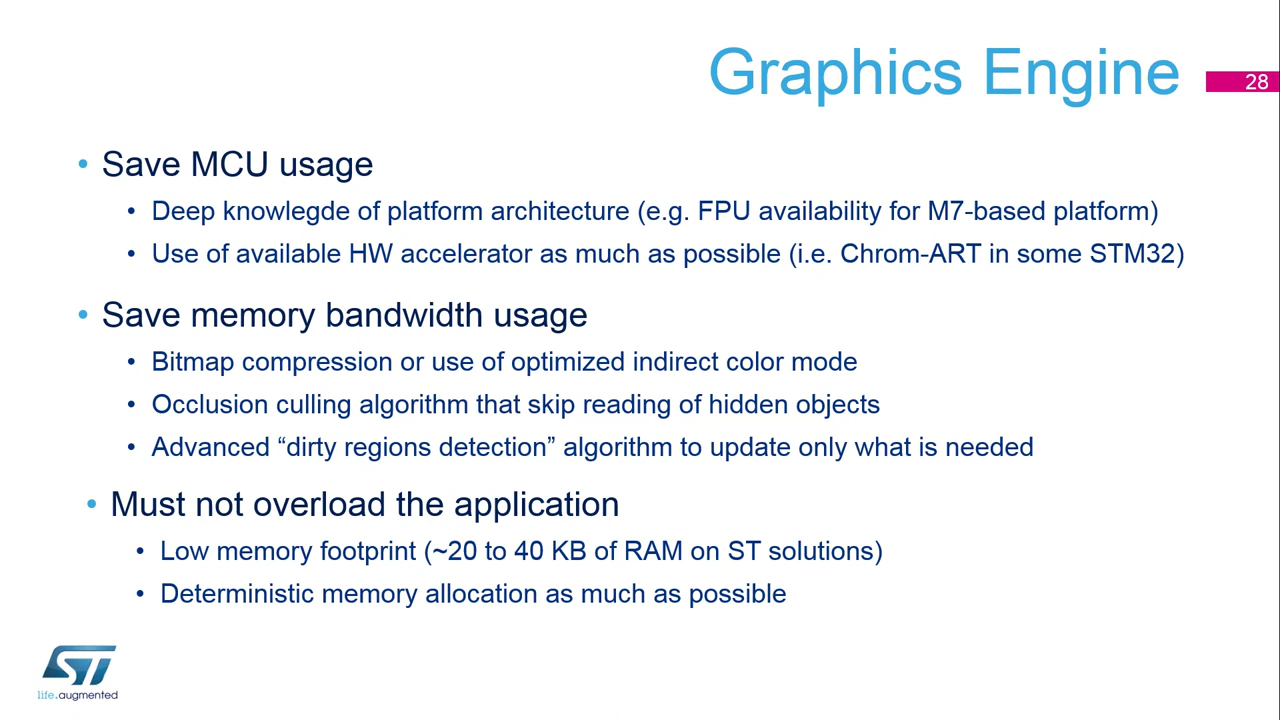 Graphics Engine
28
• Save MCU usage
• Deep knowlegde of platform architecture (e.g. FPU availability for M7-based platform)
• Use of available HW accelerator as much as possible (i.e. Chrom-ART in some STM32)
• Save memory bandwidth usage
• Bitmap compression or use of optimized indirect color mode
• Occlusion culling algorithm that skip reading of hidden objects
• Advanced “dirty regions detection” algorithm to update only what is needed
• Must not overload the application
• Low memory footprint (~20 to 40 KB of RAM on ST solutions)
• Deterministic memory allocation as much as possible
ST
life.augmented